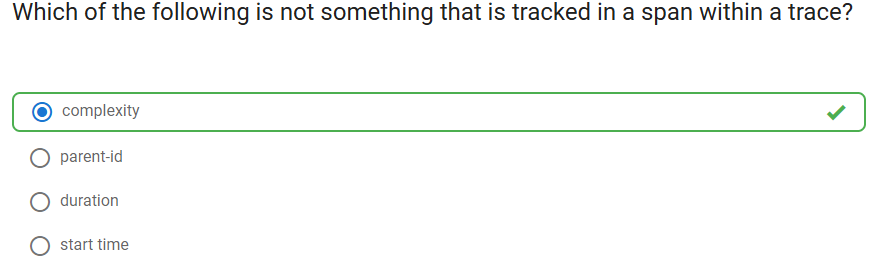 Which of the following is not something that is tracked in a span within a trace?
complexity
parent-id
duration
start time